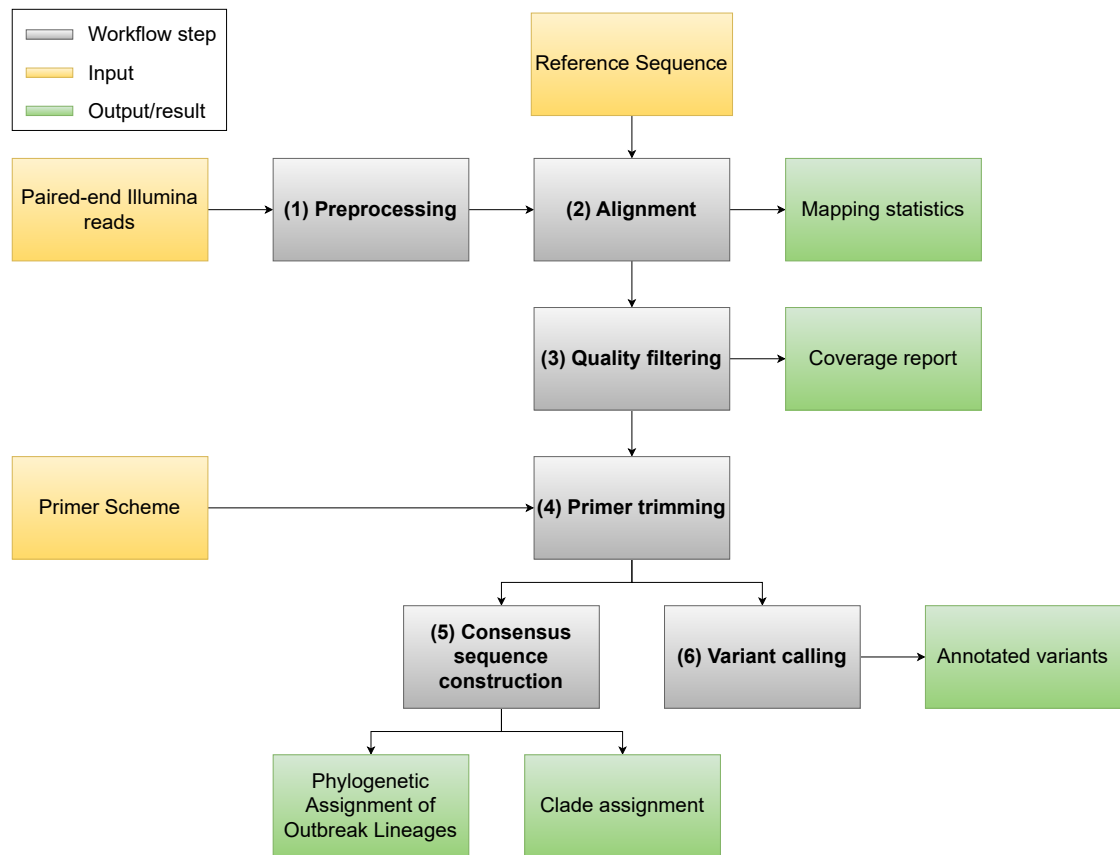 Workflow step
Input
Output/result
Reference Sequence
Paired-end Illumina
reads
(1) Preprocessing
(2) Alignment
Mapping statistics
(3) Quality filtering
Coverage report
Primer Scheme
(4) Primer trimming
(5) Consensus
sequence
construction
(6) Variant calling
Annotated variants
Phylogenetic
Assignment of
Outbreak Lineages
Clade assignment